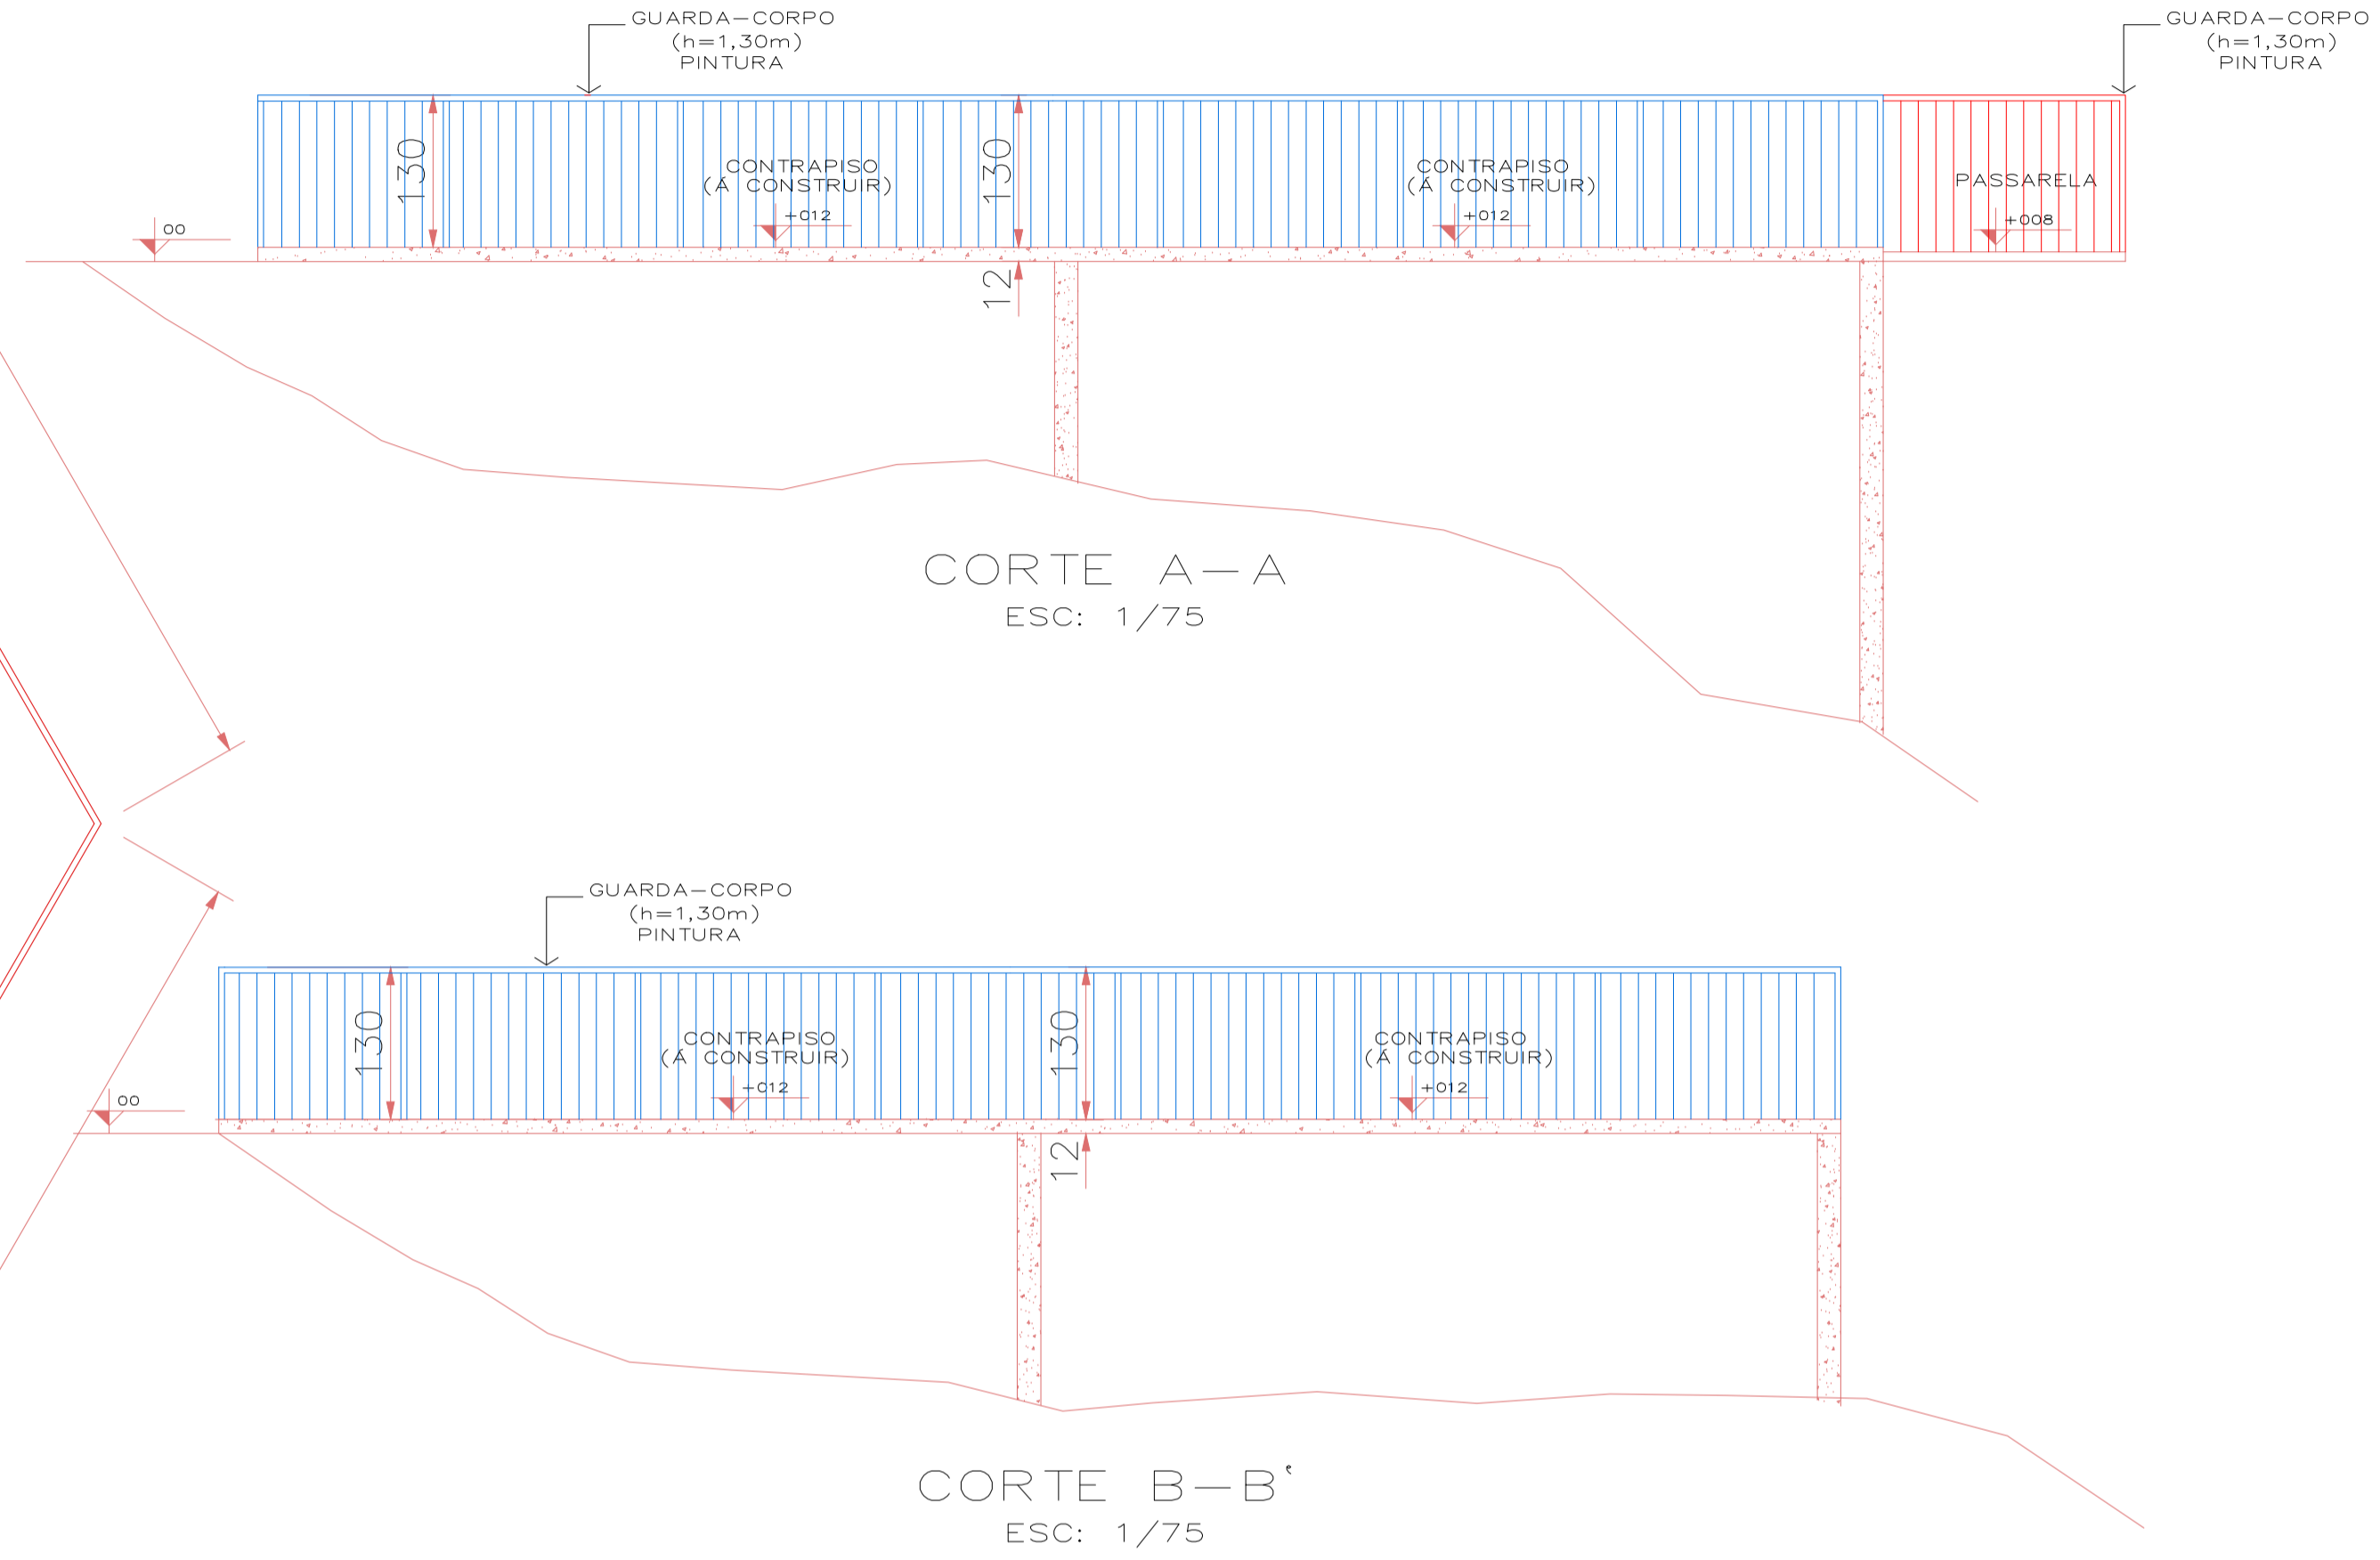 GUARDA-CORPO
(h=1,30m)
PINTURA
GUARDA-CORPO
(h=1,30m)
PINTURA
130
CONTRAPISO
(Á CONSTRUIR)
+012
130
CONTRAPISO
(Á CONSTRUIR)
+012
PASSARELA
+008
00
12
CORTE A-A
ESC: 1/75
GUARDA-CORPO
(h=1,30m)
PINTURA
130
CONTRAPISO
(Á CONSTRUIR)
+012
130
CONTRAPISO
(Á CONSTRUIR)
+012
00
12
CORTE B-B'
ESC: 1/75